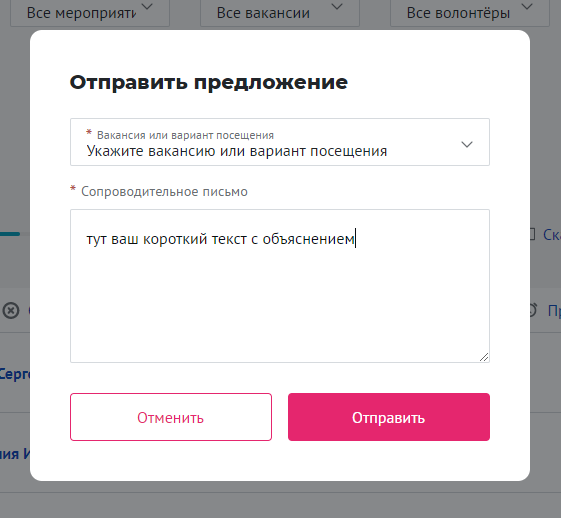 Все мероприяти
Все вакансии
Все волонтёры
Отправить предложение
* Вакансия или вариант посещения
Укажите вакансию или вариант посещения
* Сопроводительное письмо
тут ваш короткий текст с объяснением
Ск
Пр
Серг
ния И
Отменить
Отправить